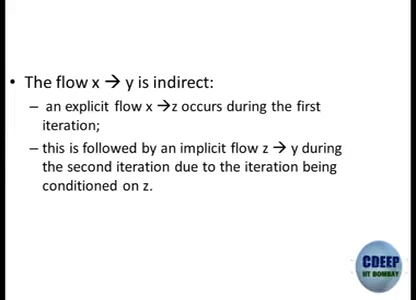 • The flow x → y is indirect:
– an explicit flow x →z occurs during the first
iteration;
– this is followed by an implicit flow z → y during
the second iteration due to the iteration being
conditioned on z.
CDEEP
IIT BOMBAY